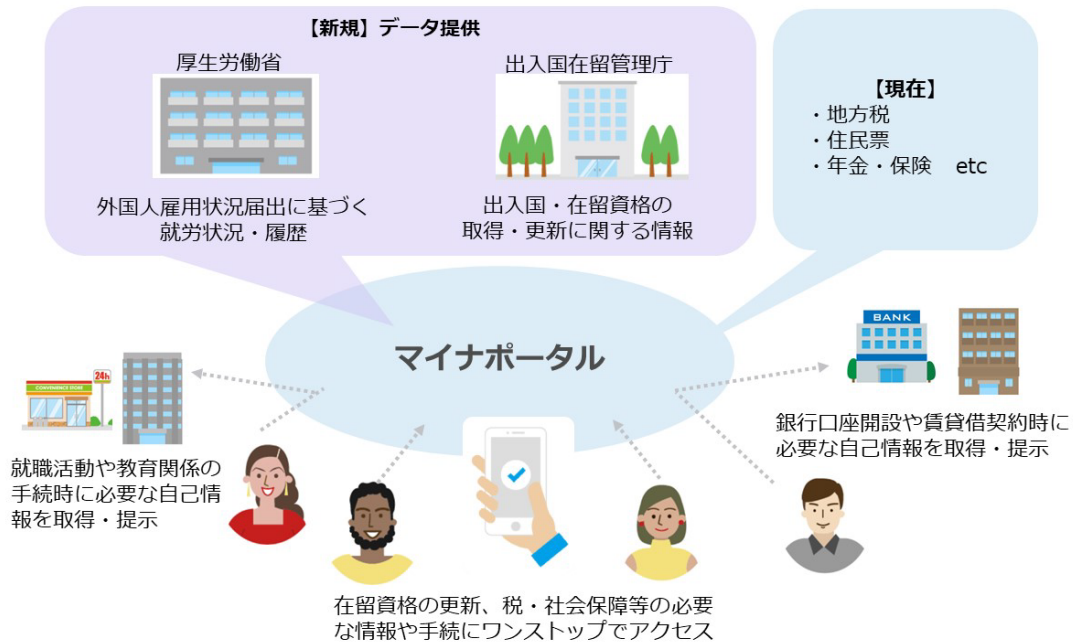 【新規】データ提供
厚生労働省
出入国在留管理庁
外国人雇用状況届出に基づく
就労状況・履歴
出入国・在留資格の
取得・更新に関する情報
【現在】
・地方税
・住民票
・年金・保険　etc
マイナポータル
24h
CONVENIENCE STORE
BANK
就職活動や教育関係の
手続時に必要な自己情
報を取得・提示
銀行口座開設や賃貸借契約時に
必要な自己情報を取得・提示
在留資格の更新、税・社会保障等の必要
な情報や手続にワンストップでアクセス